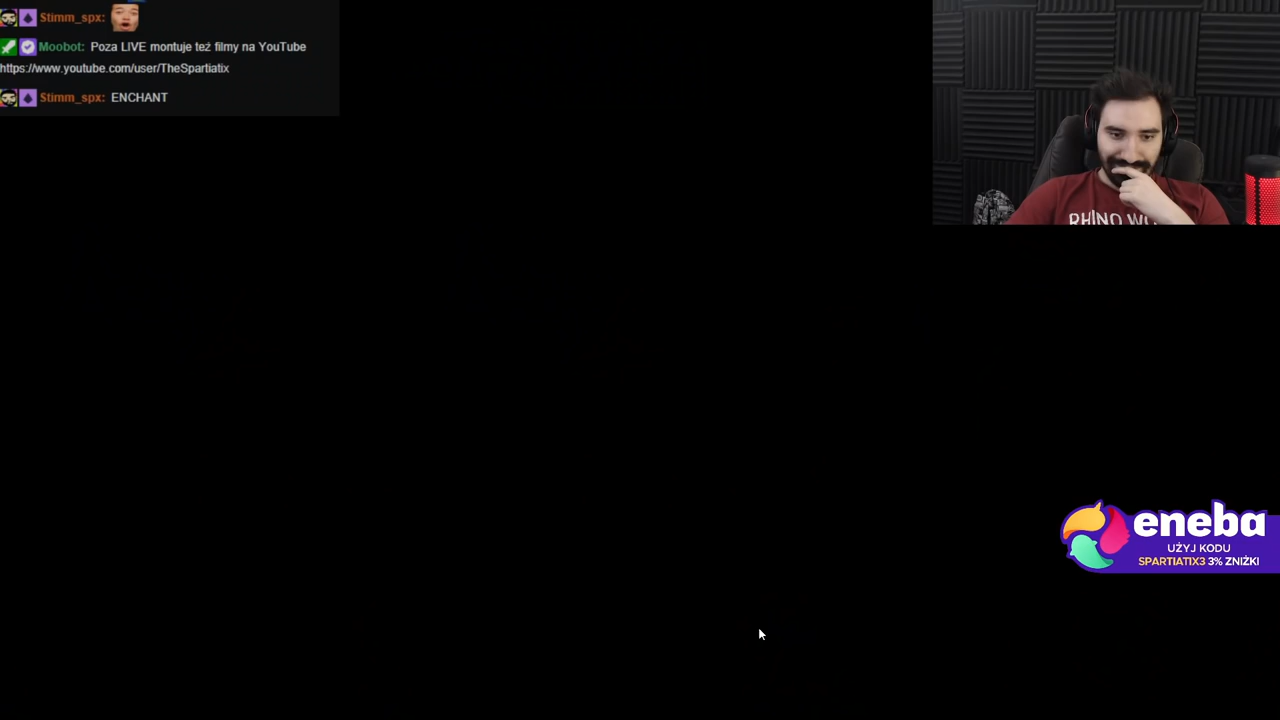 Stimm_spx:
Moobot: Poza LIVE montuje też filmy na YouTube
https://www.youtube.com/user/TheSpartiatix
Stimm_spx: ENCHANT
RHINO
eneba
UŻYJ KODU
SPARTIATIX3 3% ZNIŻKI